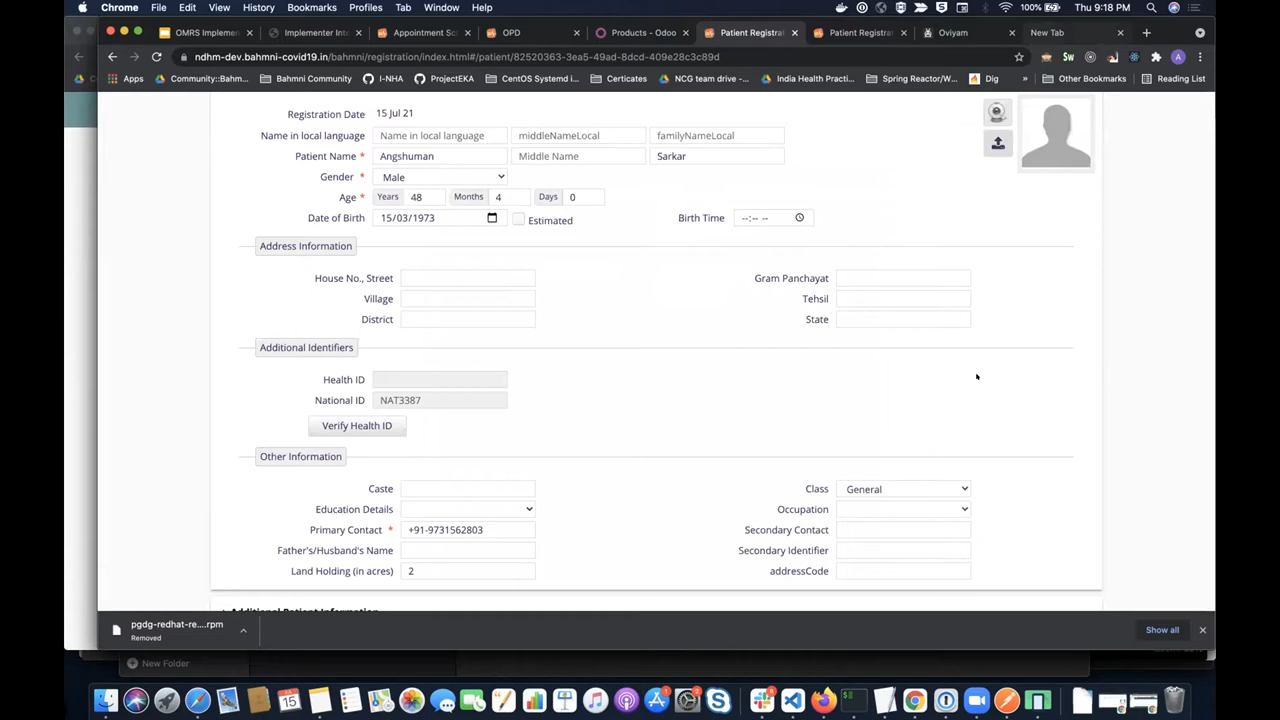 Chrome File Edit View History Bookmarks Profiles Tab Window Help 100% Thu 9:18 PM
OMRS Implemen Implementer Inte Appointment Sch OPD Products - Odoo Patient Registrat Patient Registrat Oviyam New Tab
ndhm-dev.bahmni-covid19.in/bahmni/registration/index.html#/patient/82520363-3ea5-49ad-8dcd-409e28c3c89d
Apps Community::Bahm... Bahmni Community I-NHA ProjectEKA CentOS Systemd i... Certicates NCG team drive -... India Health Practi... Spring Reactor/W... Dig » Other Bookmarks Reading List
Registration Date 15 Jul 21
Name in local language Name in local language middleNameLocal familyNameLocal
Patient Name * Angshuman Middle Name Sarkar
Gender * Male
Age * Years 48 Months 4 Days 0
Date of Birth 15/03/1973 Estimated Birth Time --:-- --
Address Information
House No., Street Gram Panchayat
Village Tehsil
District State
Additional Identifiers
Health ID
National ID NAT3387
Verify Health ID
Other Information
Caste Class General
Education Details Occupation
Primary Contact * +91-9731562803 Secondary Contact
Father's/Husband's Name Secondary Identifier
Land Holding (in acres) 2 addressCode
Additional Patient Information
pgdg-redhat-re....rpm
Removed
Show all
New Folder